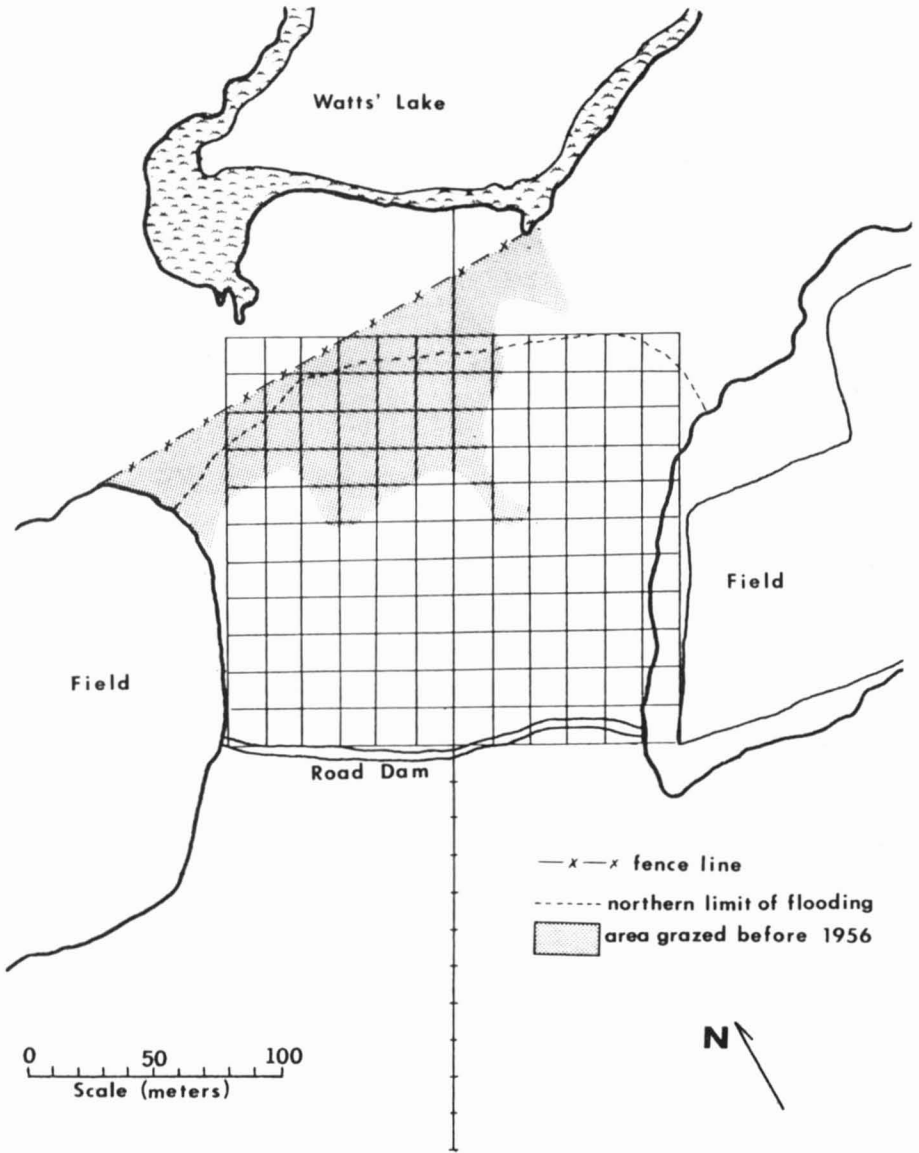 Watts' Lake
Field
Field
Road Dam
—x—x fence line
------ northern limit of flooding
area grazed before 1956
N
0 50 100
Scale (meters)